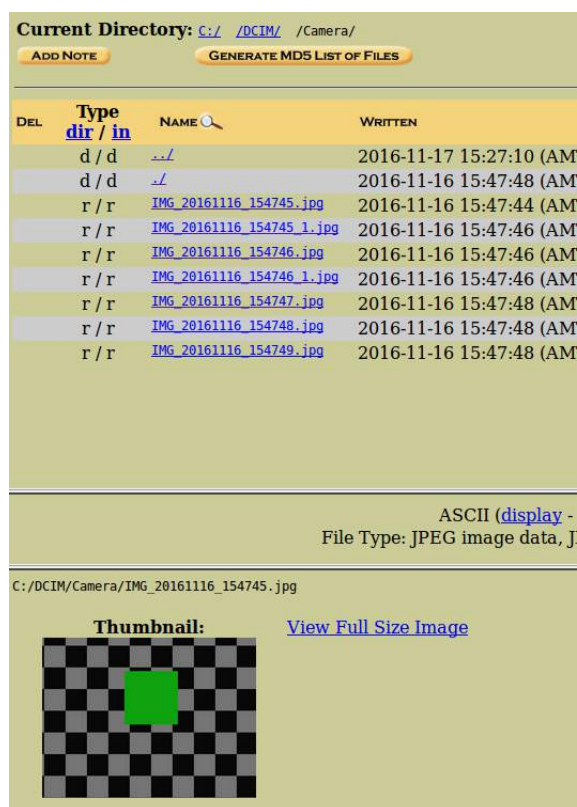 Current Directory: C:/ /DCIM/ /Camera/
ADD NOTE GENERATE MD5 LIST OF FILES
DEL Type dir / in NAME WRITTEN
d / d ../ 2016-11-17 15:27:10 (AM
d / d ./ 2016-11-16 15:47:48 (AM
r / r IMG_20161116_154745.jpg 2016-11-16 15:47:44 (AM
r / r IMG_20161116_154745_1.jpg 2016-11-16 15:47:46 (AM
r / r IMG_20161116_154746.jpg 2016-11-16 15:47:46 (AM
r / r IMG_20161116_154746_1.jpg 2016-11-16 15:47:46 (AM
r / r IMG_20161116_154747.jpg 2016-11-16 15:47:48 (AM
r / r IMG_20161116_154748.jpg 2016-11-16 15:47:48 (AM
r / r IMG_20161116_154749.jpg 2016-11-16 15:47:48 (AM
ASCII (display -
File Type: JPEG image data, J
C:/DCIM/Camera/IMG_20161116_154745.jpg
Thumbnail: View Full Size Image